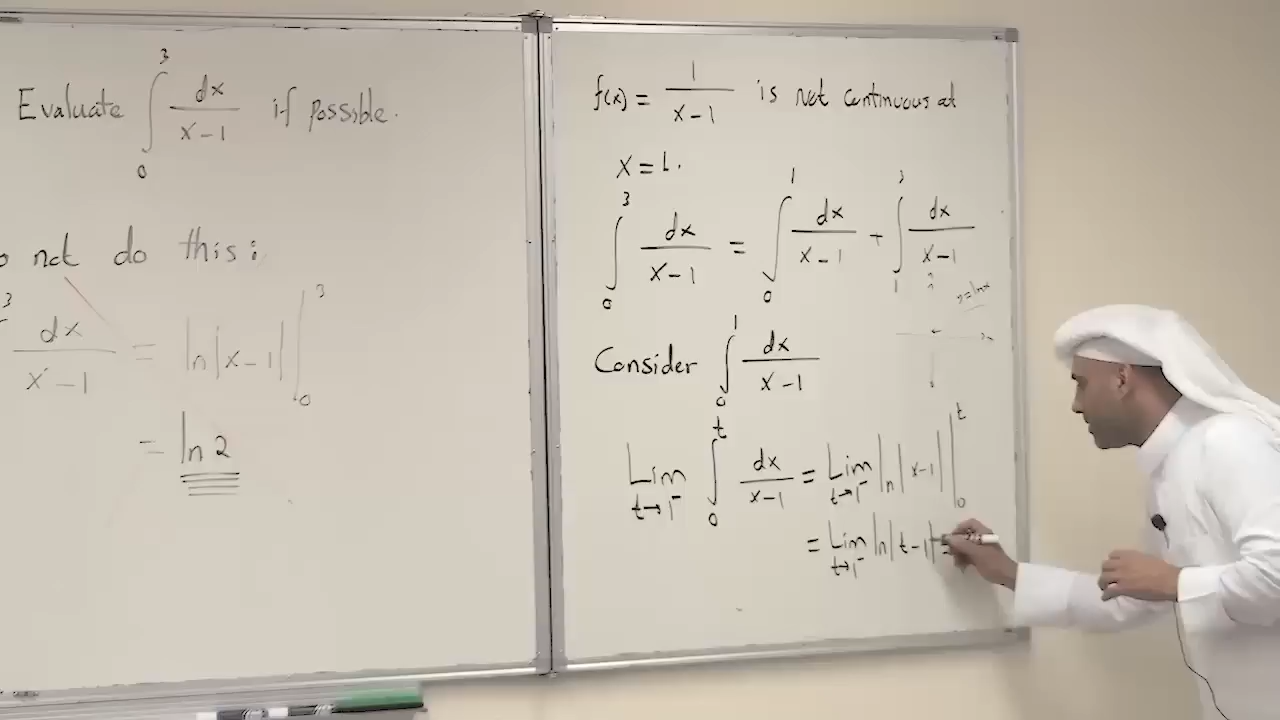 Evaluate ∫₀³ dx/(x-1) if possible.
not do this:
dx/(x-1) = ln|x-1| |₀³
= ln 2
f(x) = 1/(x-1) is not continuous at
x = 1.
∫₀³ dx/(x-1) = ∫₀¹ dx/(x-1) + ∫₁³ dx/(x-1)
y=lnx
Consider ∫₀¹ dx/(x-1)
Lim t→1⁻ ∫₀ᵗ dx/(x-1) = Lim t→1⁻ ln|x-1| |₀ᵗ
= Lim t→1⁻ ln|t-1| =